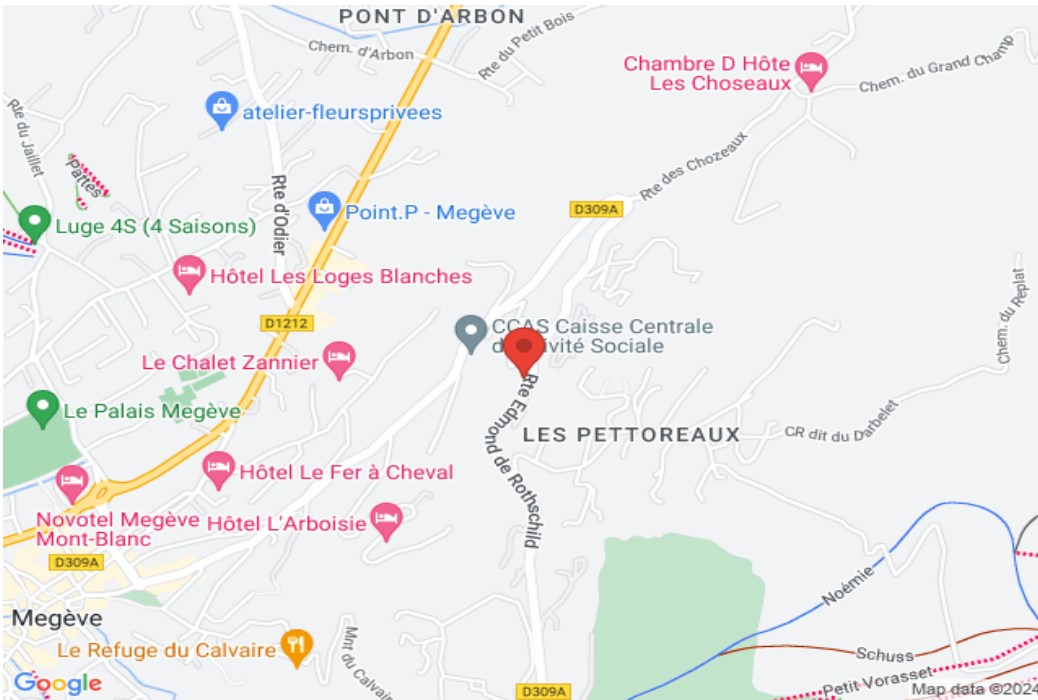 PONT D'ARBON
Chem. d'Arbon
Rte du Petit Bois
Chambre D Hôte
Les Choseaux
Chem. du Grand Champ
atelier-fleursprivees
Rte du Jaillet
Pattes
Rte d'Odier
Rte des Chozeaux
Point.P - Megève
D309A
Luge 4S (4 Saisons)
Hôtel Les Loges Blanches
D1212
CCAS Caisse Centrale
ivité Sociale
Chem. du Replat
Le Chalet Zannier
Rte Edmond de Rothschild
Le Palais Megève
LES PETTOREAUX
CR dit du Darbelet
Hôtel Le Fer à Cheval
Novotel Megève
Mont-Blanc
Hôtel L'Arboisie
D309A
Noémie
Megève
Le Refuge du Calvaire
Mnt du Calvain
Schuss
Petit Vorasset
Google
D309A
Map data ©2024